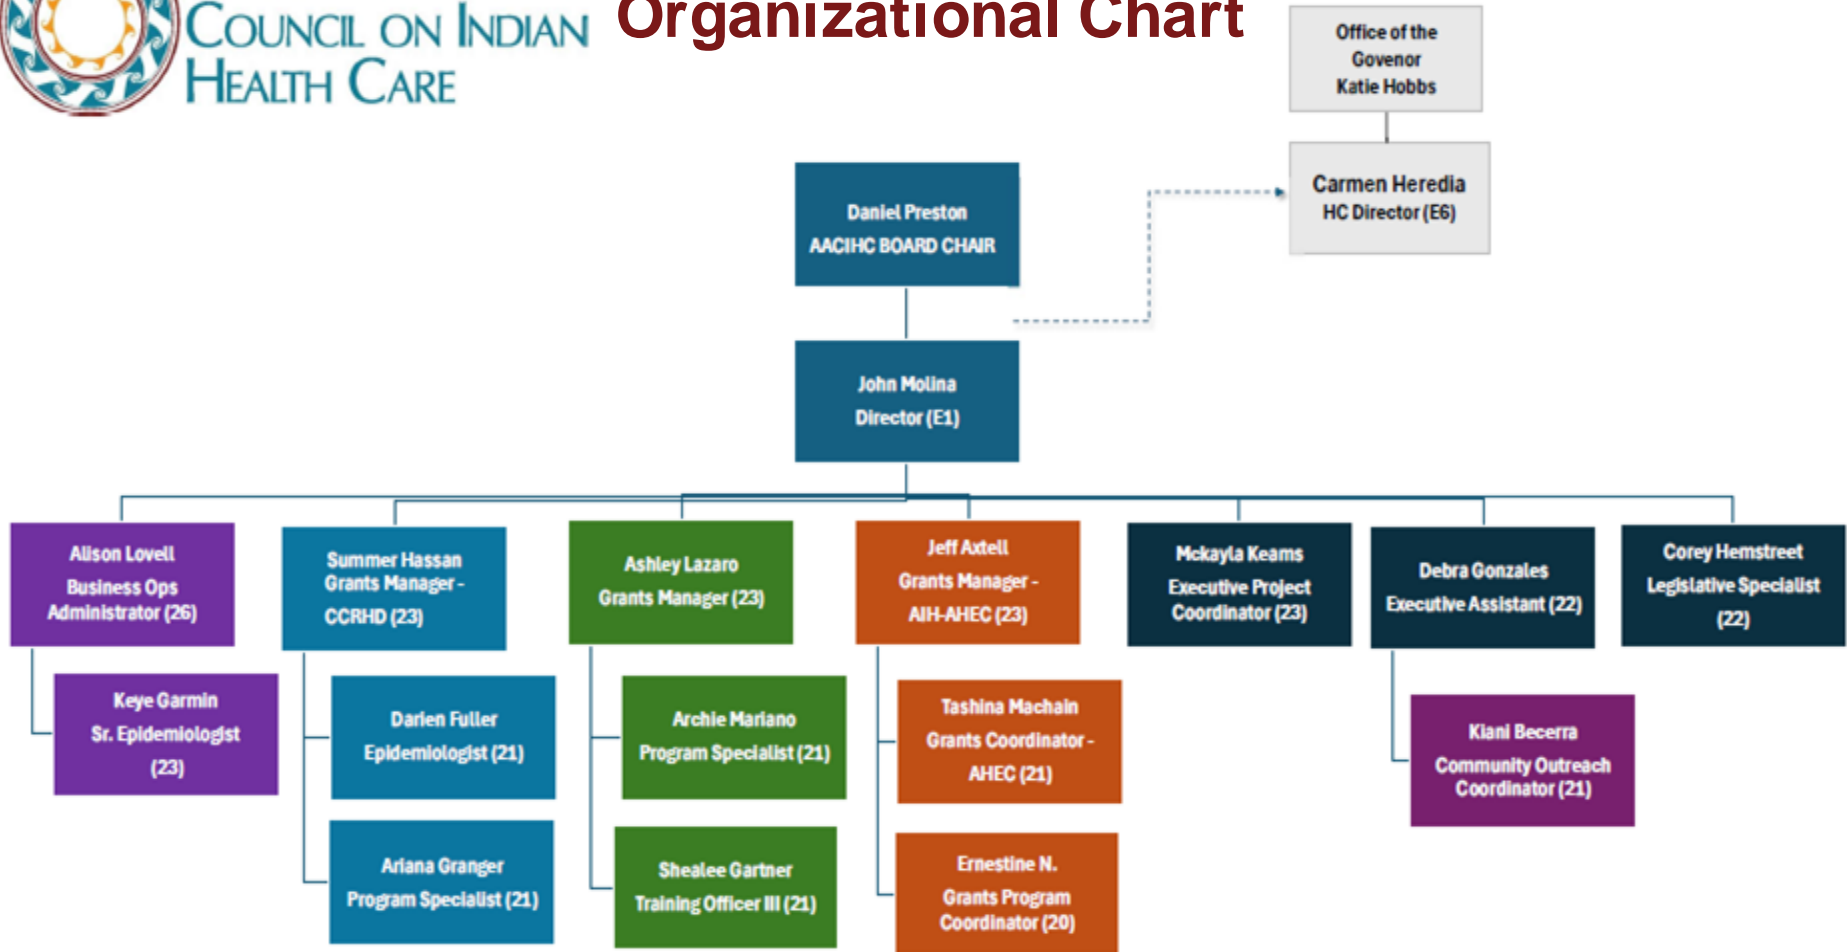 COUNCIL ON INDIAN
HEALTH CARE
Organizational Chart
Office of the
Govenor
Katie Hobbs
Carmen Heredia
HC Director (E6)
Daniel Preston
AACIHC BOARD CHAIR
John Molina
Director (E1)
Alison Lovell
Business Ops
Administrator (26)
Summer Hassan
Grants Manager -
CCRHD (23)
Ashley Lazaro
Grants Manager (23)
Jeff Axtell
Grants Manager -
AIH-AHEC (23)
Mckayla Keams
Executive Project
Coordinator (23)
Debra Gonzales
Executive Assistant (22)
Corey Hemstreet
Legislative Specialist
(22)
Keye Garmin
Sr. Epidemiologist
(23)
Darien Fuller
Epidemiologist (21)
Archie Mariano
Program Specialist (21)
Tashina Machain
Grants Coordinator -
AHEC (21)
Kiani Becerra
Community Outreach
Coordinator (21)
Ariana Granger
Program Specialist (21)
Shealee Gartner
Training Officer III (21)
Ernestine N.
Grants Program
Coordinator (20)